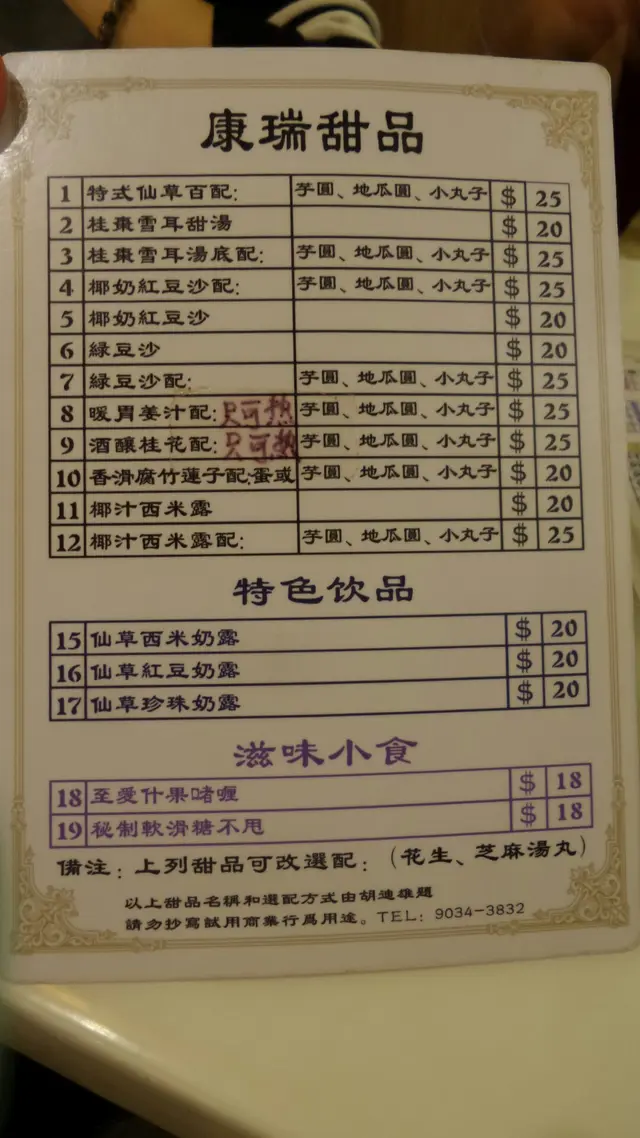 康瑞甜品
1 特式仙草百配: 芋圓、地瓜圓、小丸子 $ 25
2 桂棗雪耳甜湯 $ 20
3 桂棗雪耳湯底配: 芋圓、地瓜圓、小丸子 $ 25
4 椰奶紅豆沙配: 芋圓、地瓜圓、小丸子 $ 25
5 椰奶紅豆沙 $ 20
6 綠豆沙 $ 20
7 綠豆沙配: 芋圓、地瓜圓、小丸子 $ 25
8 暖胃姜汁配: 只可热 芋圓、地瓜圓、小丸子 $ 25
9 酒釀桂花配: 只可热 芋圓、地瓜圓、小丸子 $ 25
10 香滑腐竹蓮子配:蛋或 芋圓、地瓜圓、小丸子 $ 20
11 椰汁西米露 $ 20
12 椰汁西米露配: 芋圓、地瓜圓、小丸子 $ 25
特色饮品
15 仙草西米奶露 $ 20
16 仙草紅豆奶露 $ 20
17 仙草珍珠奶露 $ 20
滋味小食
18 至愛什果啫喱 $ 18
19 秘制軟滑糖不甩 $ 18
備注：上列甜品可改選配：（花生、芝麻湯丸）
以上甜品名稱和選配方式由胡迪雄題
請勿抄寫試用商業行爲用途。TEL：9034-3832